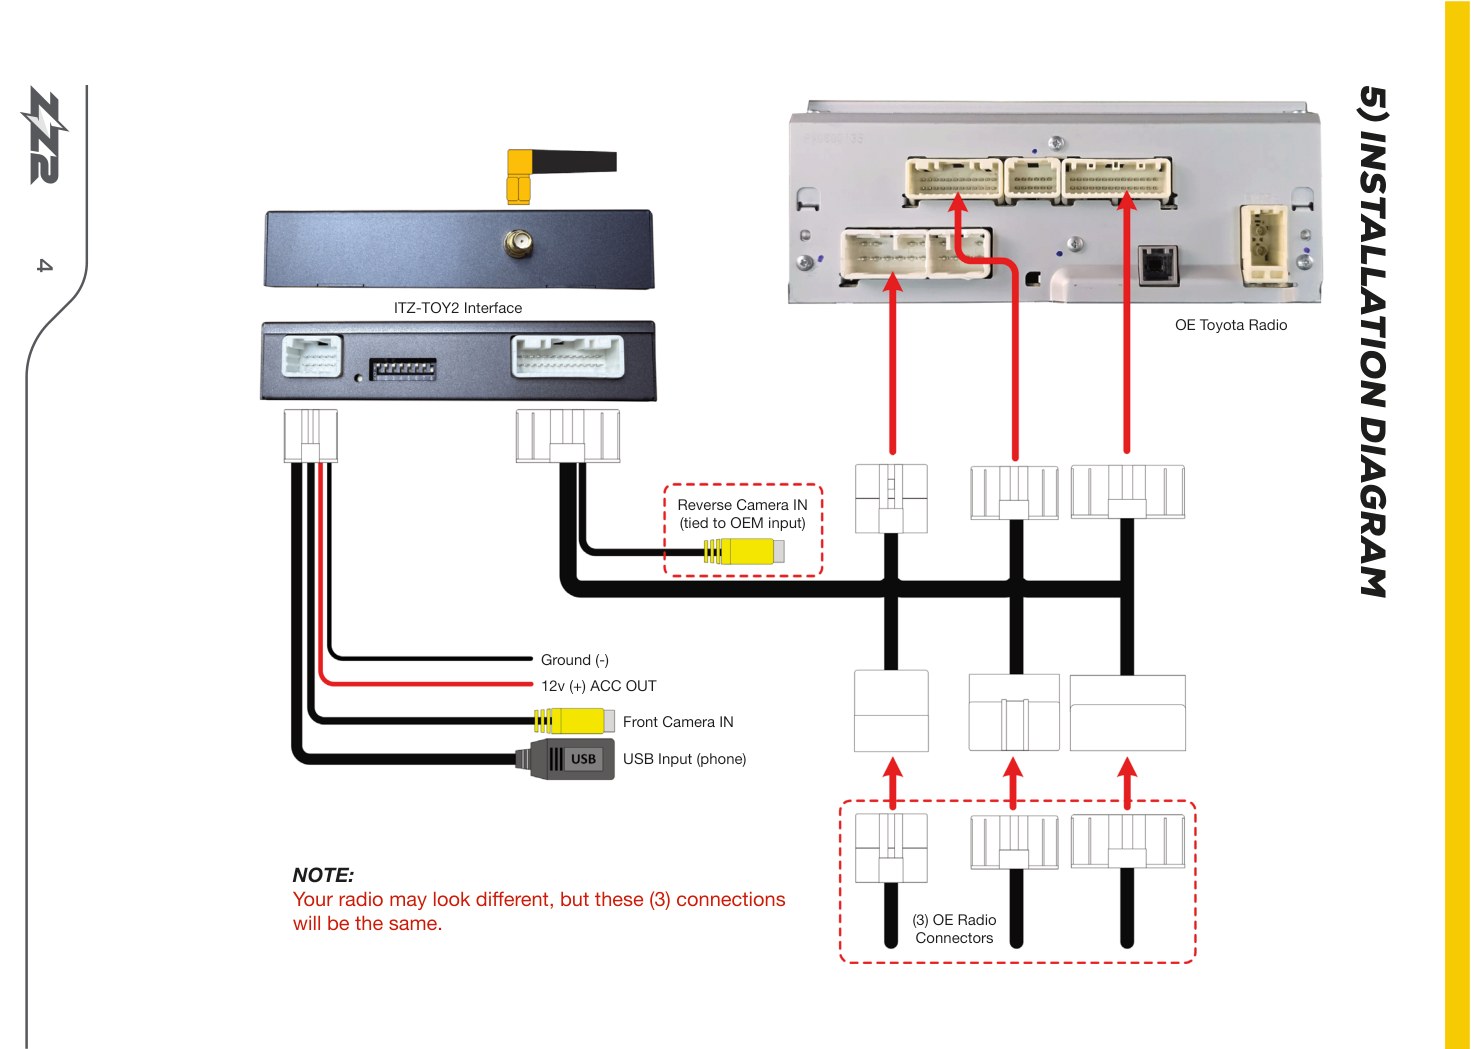 5) INSTALLATION DIAGRAM
ITZ-TOY2 Interface
OE Toyota Radio
Reverse Camera IN
(tied to OEM input)
Ground (-)
12v (+) ACC OUT
Front Camera IN
USB
USB Input (phone)
NOTE:
Your radio may look different, but these (3) connections
will be the same.
(3) OE Radio
Connectors
ZZ2
4